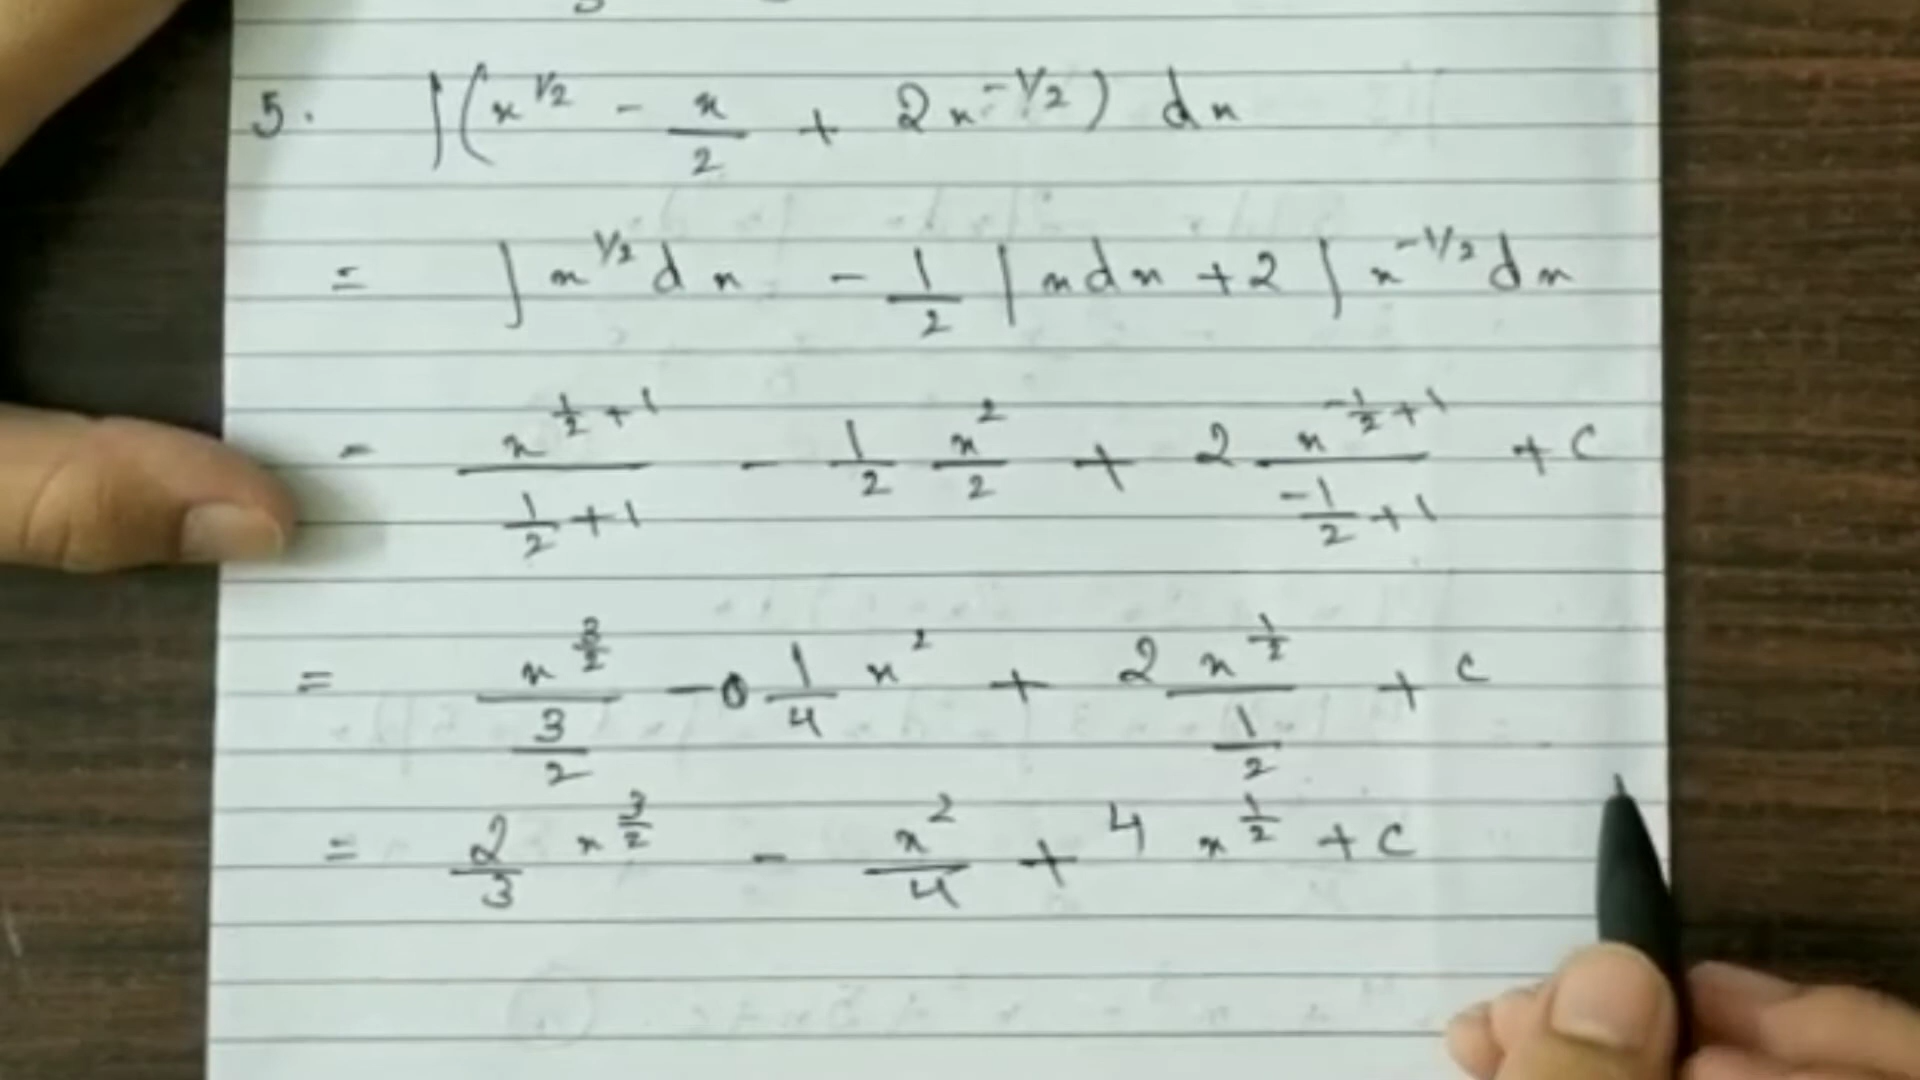 5. ∫(x^1/2 - x/2 + 2x^-1/2) dx
= ∫x^1/2 dx - 1/2 ∫xdx + 2∫x^-1/2 dx
- x^(1/2+1)/(1/2+1) - 1/2 x^2/2 + 2 x^(-1/2+1)/(-1/2+1) + c
= x^(3/2)/(3/2) - 1/4 x^2 + 2 x^(1/2)/(1/2) + c
= 2/3 x^(3/2) - x^2/4 + 4 x^(1/2) + c